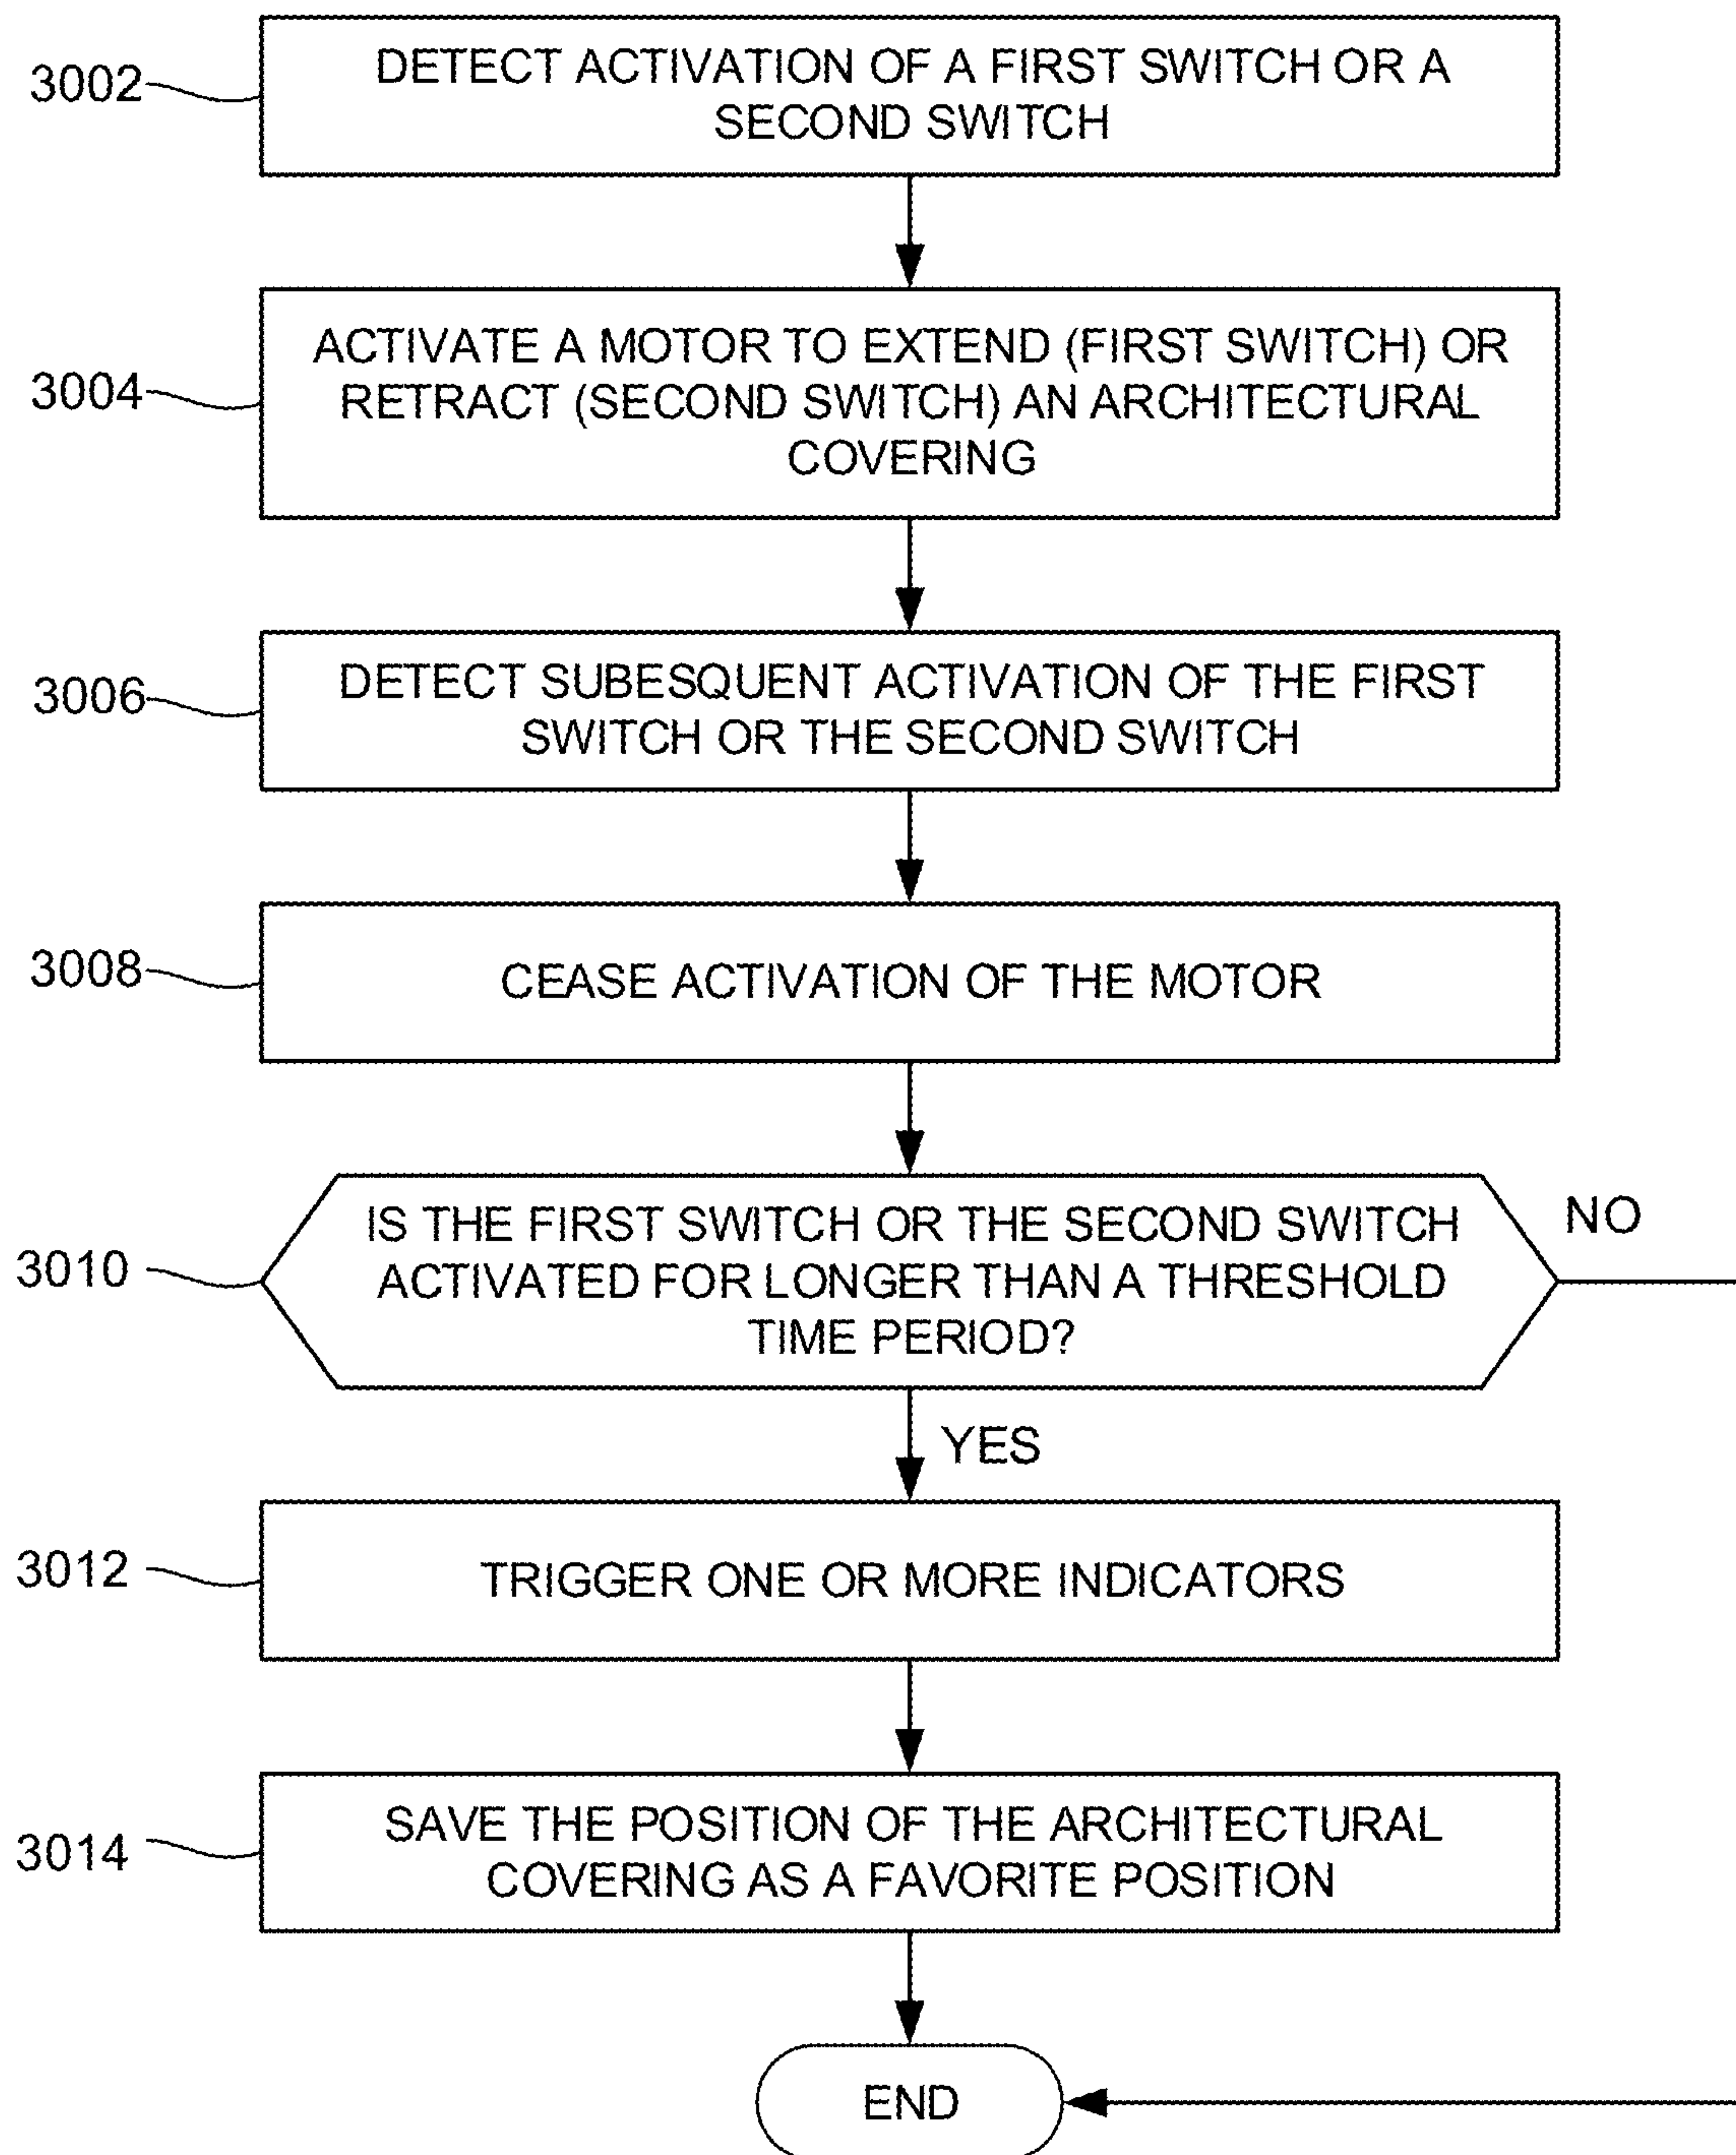 3002
DETECT ACTIVATION OF A FIRST SWITCH OR A
SECOND SWITCH
3004
ACTIVATE A MOTOR TO EXTEND (FIRST SWITCH) OR
RETRACT (SECOND SWITCH) AN ARCHITECTURAL
COVERING
3006
DETECT SUBESQUENT ACTIVATION OF THE FIRST
SWITCH OR THE SECOND SWITCH
3008
CEASE ACTIVATION OF THE MOTOR
3010
IS THE FIRST SWITCH OR THE SECOND SWITCH
ACTIVATED FOR LONGER THAN A THRESHOLD
TIME PERIOD?
NO
YES
3012
TRIGGER ONE OR MORE INDICATORS
3014
SAVE THE POSITION OF THE ARCHITECTURAL
COVERING AS A FAVORITE POSITION
END